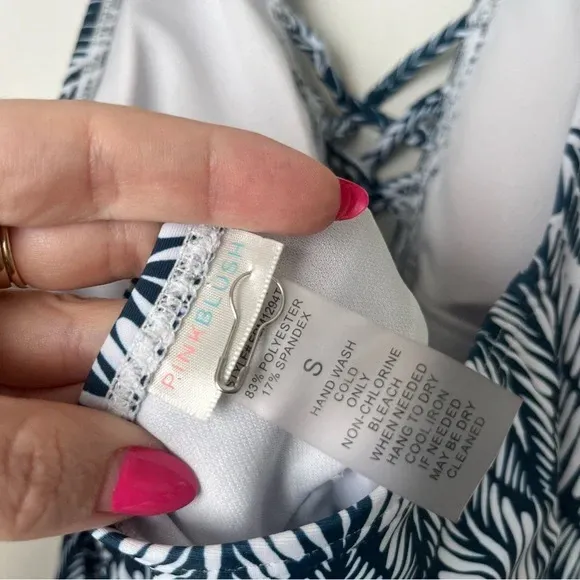 PINKBLUSH
83% POLYESTER
17% SPANDEX
S
HAND WASH
COLD
ONLY
NON-CHLORINE
BLEACH
WHEN NEEDED
HANG TO DRY
COOL IRON
IF NEEDED
MAY BE DRY
CLEANED